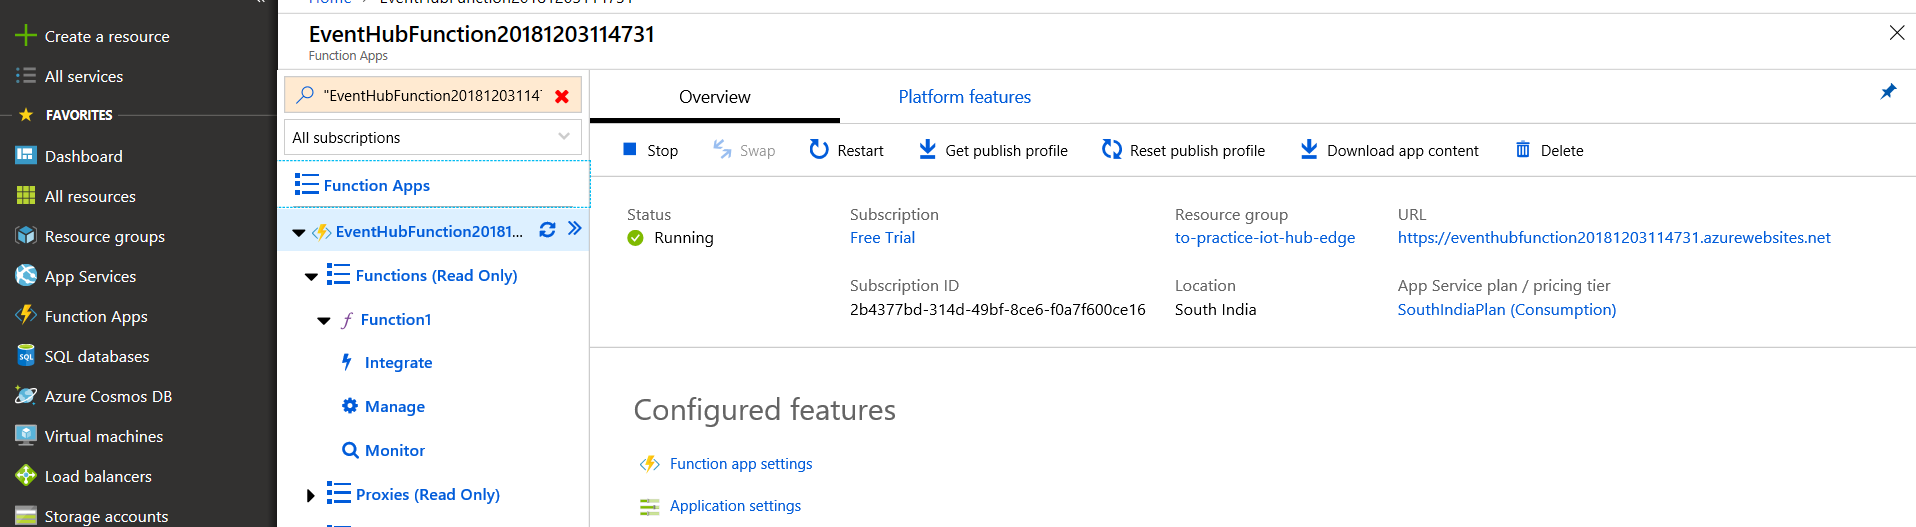 Home > EventHubFunction20181203114731
EventHubFunction20181203114731
Function Apps
Create a resource
All services
FAVORITES
Dashboard
All resources
Resource groups
App Services
Function Apps
SQL databases
Azure Cosmos DB
Virtual machines
Load balancers
Storage accounts
"EventHubFunction201812031147
All subscriptions
Function Apps
EventHubFunction20181...
Functions (Read Only)
Function1
Integrate
Manage
Monitor
Proxies (Read Only)
Overview Platform features
Stop Swap Restart Get publish profile Reset publish profile Download app content Delete
Status Subscription Resource group URL
Running Free Trial to-practice-iot-hub-edge https://eventhubfunction20181203114731.azurewebsites.net
Subscription ID Location App Service plan / pricing tier
2b4377bd-314d-49bf-8ce6-f0a7f600ce16 South India SouthIndiaPlan (Consumption)
Configured features
Function app settings
Application settings